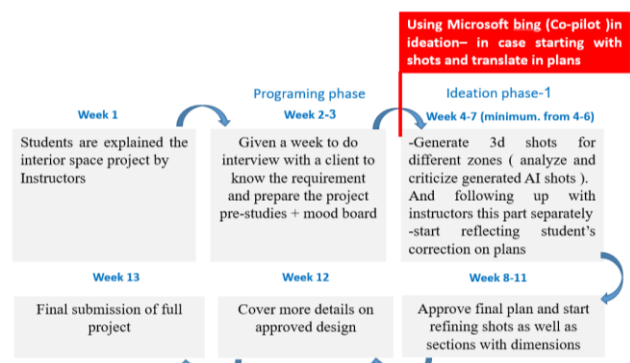 Using Microsoft bing (Co-pilot )in
ideation– in case starting with
shots and translate in plans
Programing phase
Ideation phase-1
Week 1
Week 2-3
Week 4-7 (minimum. from 4-6)
Students are explained the
interior space project by
Instructors
Given a week to do
interview with a client to
know the requirement
and prepare the project
pre-studies + mood board
-Generate 3d shots for
different zones ( analyze and
criticize generated AI shots ).
And following up with
instructors this part separately
-start reflecting student’s
correction on plans
Week 13
Week 12
Week 8-11
Final submission of full
project
Cover more details on
approved design
Approve final plan and start
refining shots as well as
sections with dimensions